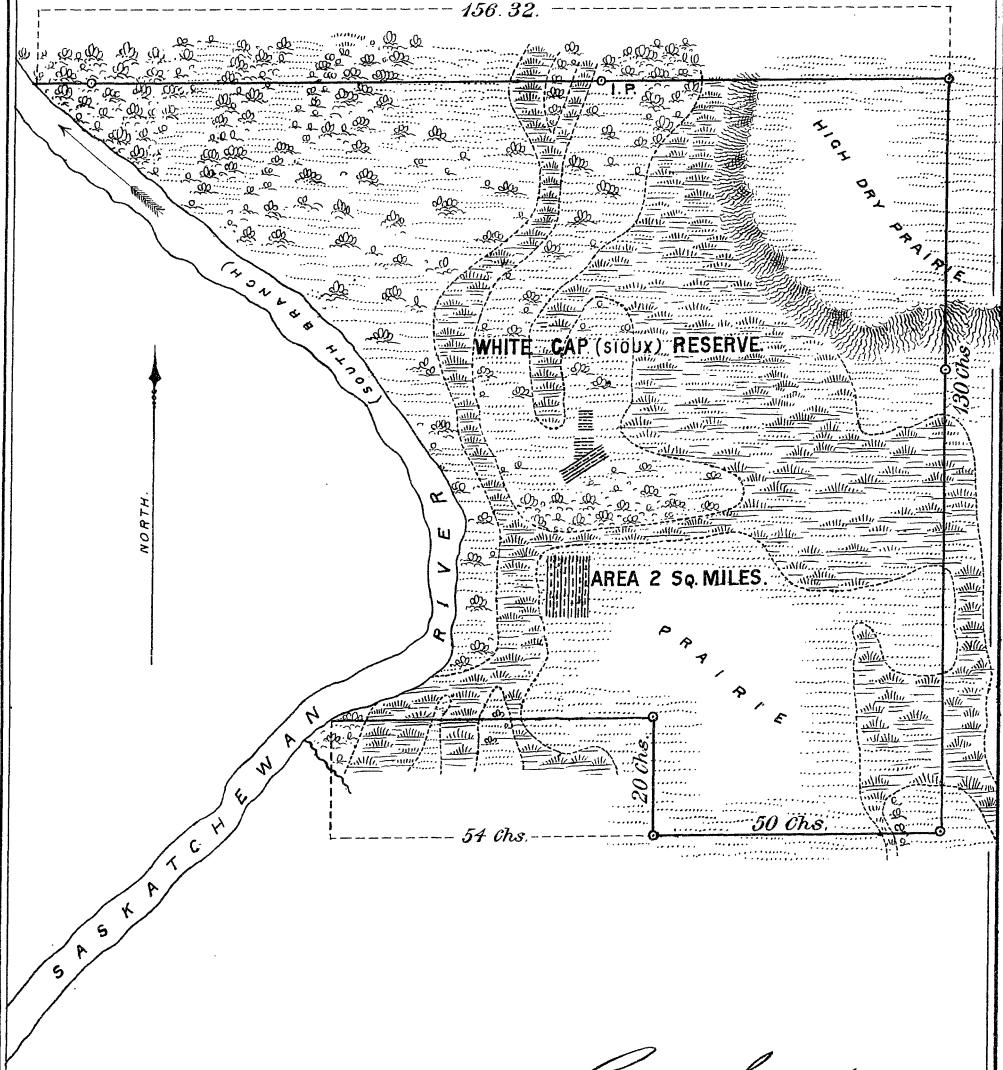 156.32.
I.P.
HIGH DRY PRAIRIE
(SOUTH BRANCH)
WHITE CAP (SIOUX) RESERVE.
130 Chs
NORTH.
RIVER
AREA 2 SQ. MILES.
PRAIRIE
SASKATCHEWAN
20 Chs.
54 Chs.
50 Chs.